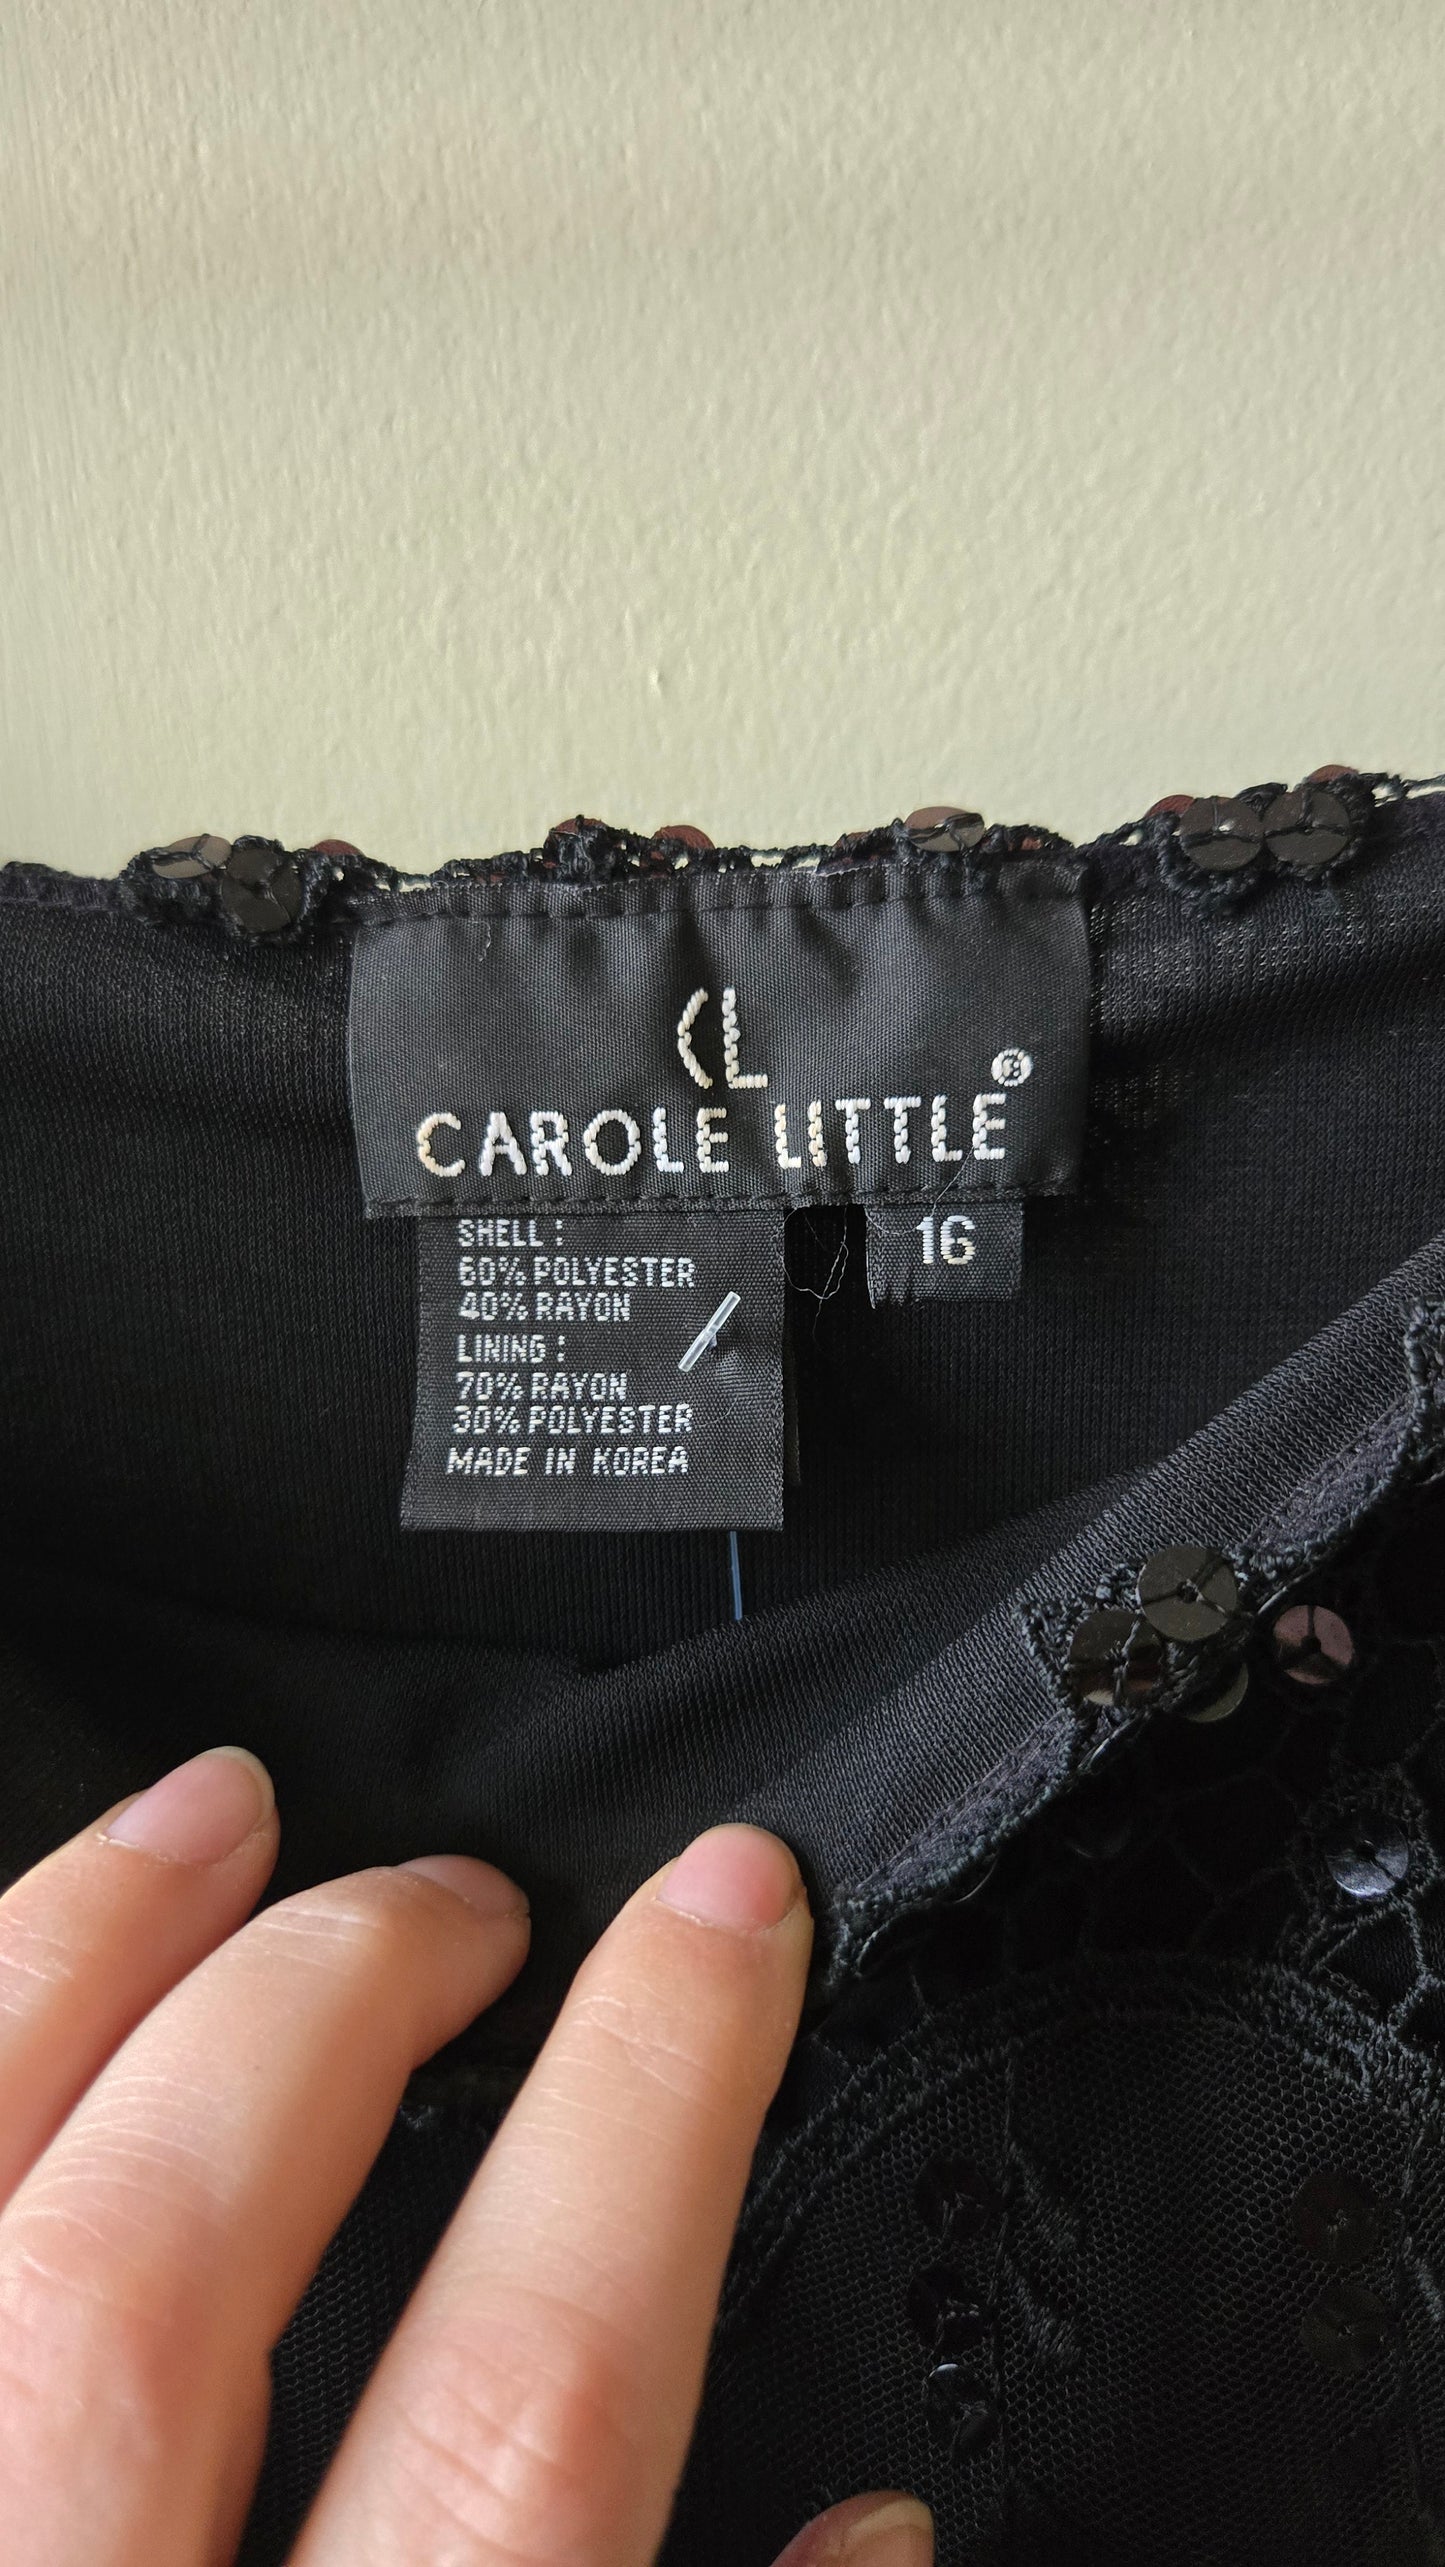 CL
CAROLE LITTLE®
16
SHELL :
60% POLYESTER
40% RAYON
LINING :
70% RAYON
30% POLYESTER
MADE IN KOREA